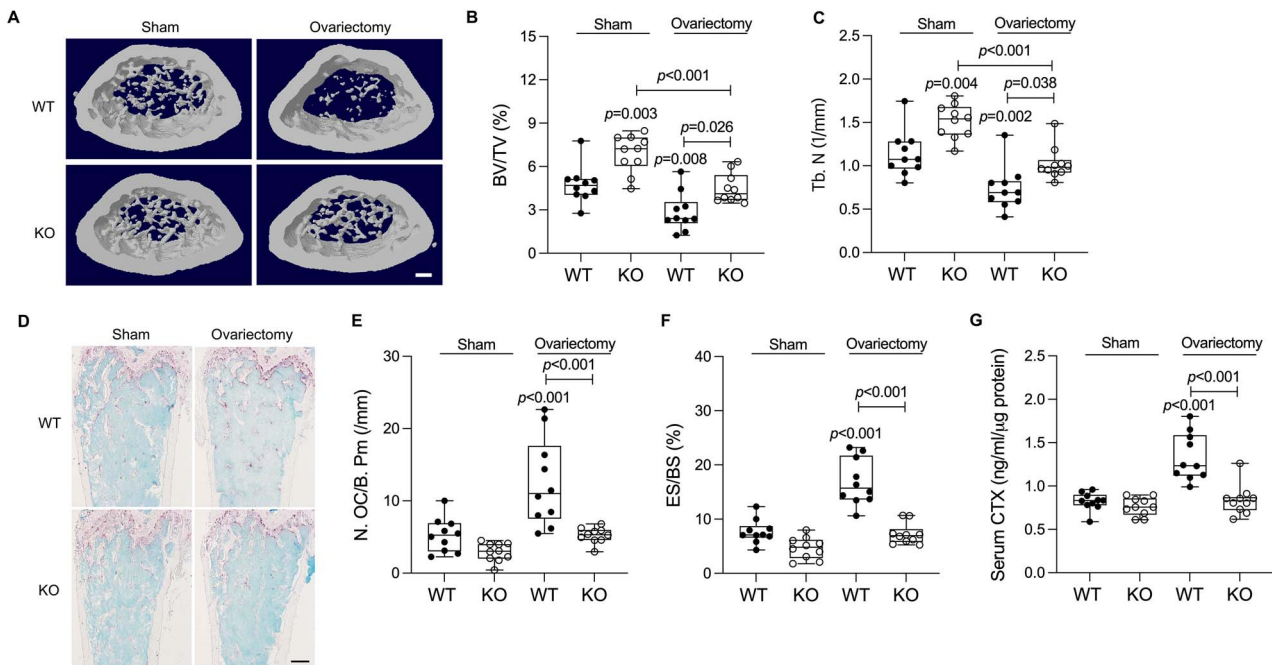 A
Sham
Ovariectomy
WT
KO
B
Sham
Ovariectomy
BV/TV (%)
15
12
9
6
3
0
p<0.001
p=0.003
p=0.026
p=0.008
WT KO WT KO
C
Sham
Ovariectomy
Tb. N (1/mm)
2.5
2.0
1.5
1.0
0.5
0.0
p<0.001
p=0.004
p=0.038
p=0.002
WT KO WT KO
D
Sham
Ovariectomy
WT
KO
E
Sham
Ovariectomy
N. OC/B. Pm (/mm)
30
20
10
0
p<0.001
p<0.001
WT KO WT KO
F
Sham
Ovariectomy
ES/BS (%)
40
30
20
10
0
p<0.001
p<0.001
WT KO WT KO
G
Sham
Ovariectomy
Serum CTX (ng/ml/μg protein)
2.5
2.0
1.5
1.0
0.5
0.0
p<0.001
p<0.001
WT KO WT KO